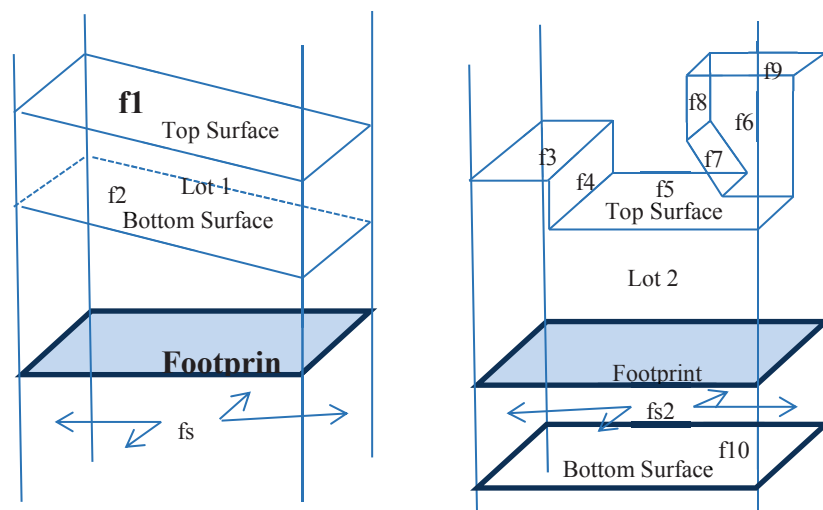 f1
Top Surface
Lot 1
f2
Bottom Surface
Footprin
fs
f9
f8
f6
f3
f7
f4
f5
Top Surface
Lot 2
Footprint
fs2
f10
Bottom Surface